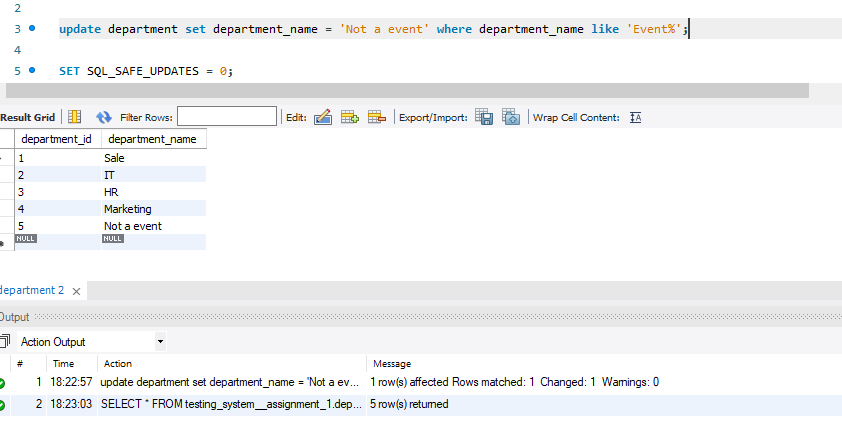 2
3 update department set department_name = 'Not a event' where department_name like 'Event%';
4
5 SET SQL_SAFE_UPDATES = 0;
Result Grid Filter Rows: Edit: Export/Import: Wrap Cell Content: IA
department_id department_name
1 Sale
2 IT
3 HR
4 Marketing
5 Not a event
NULL NULL
department 2
Output
Action Output
# Time Action Message
1 18:22:57 update department set department_name = 'Not a ev... 1 row(s) affected Rows matched: 1 Changed: 1 Warnings: 0
2 18:23:03 SELECT * FROM testing_system__assignment_1.dep... 5 row(s) returned